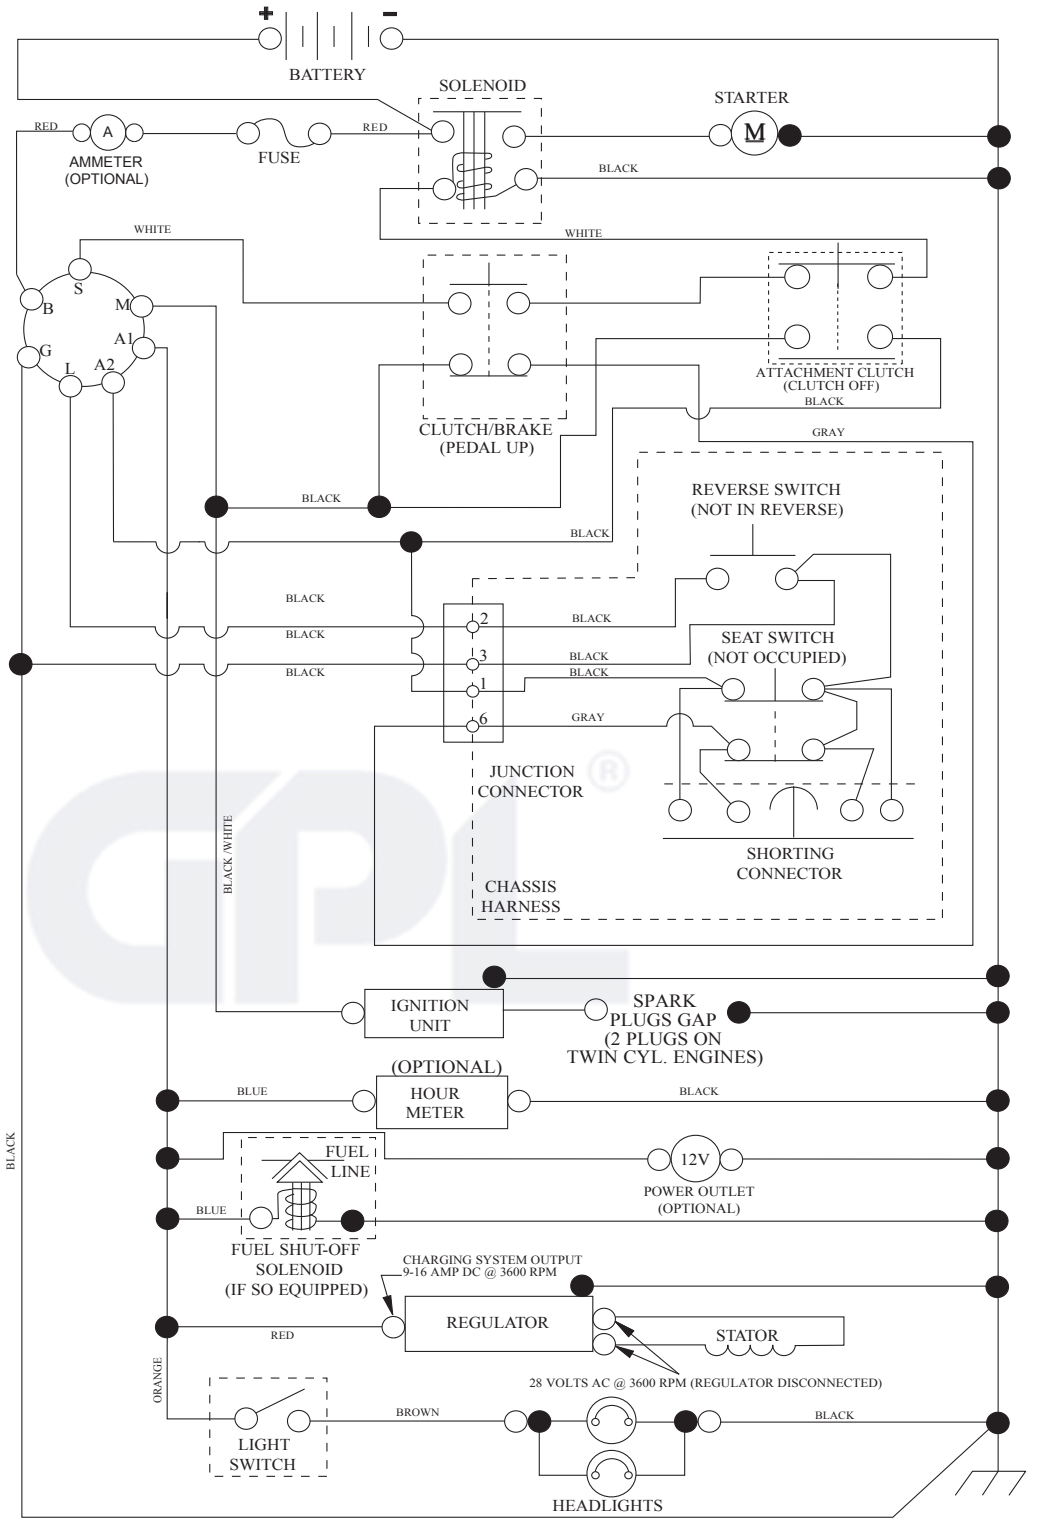 + −
BATTERY
SOLENOID
STARTER
RED
A
RED
M
AMMETER
(OPTIONAL)
FUSE
BLACK
WHITE
WHITE
S
B
M
A1
G
L
A2
ATTACHMENT CLUTCH
(CLUTCH OFF)
BLACK
CLUTCH/BRAKE
(PEDAL UP)
GRAY
REVERSE SWITCH
(NOT IN REVERSE)
BLACK
BLACK
BLACK
2
BLACK
BLACK
SEAT SWITCH
(NOT OCCUPIED)
3
BLACK
BLACK
BLACK
1
6
GRAY
JUNCTION
CONNECTOR
®
GPL
BLACK /WHITE
SHORTING
CONNECTOR
CHASSIS
HARNESS
IGNITION
UNIT
SPARK
PLUGS GAP
(2 PLUGS ON
TWIN CYL. ENGINES)
(OPTIONAL)
HOUR
METER
BLUE
BLACK
BLACK
FUEL
LINE
12V
POWER OUTLET
(OPTIONAL)
BLUE
FUEL SHUT-OFF
SOLENOID
(IF SO EQUIPPED)
CHARGING SYSTEM OUTPUT
9-16 AMP DC @ 3600 RPM
REGULATOR
RED
STATOR
28 VOLTS AC @ 3600 RPM (REGULATOR DISCONNECTED)
ORANGE
BROWN
BLACK
LIGHT
SWITCH
HEADLIGHTS